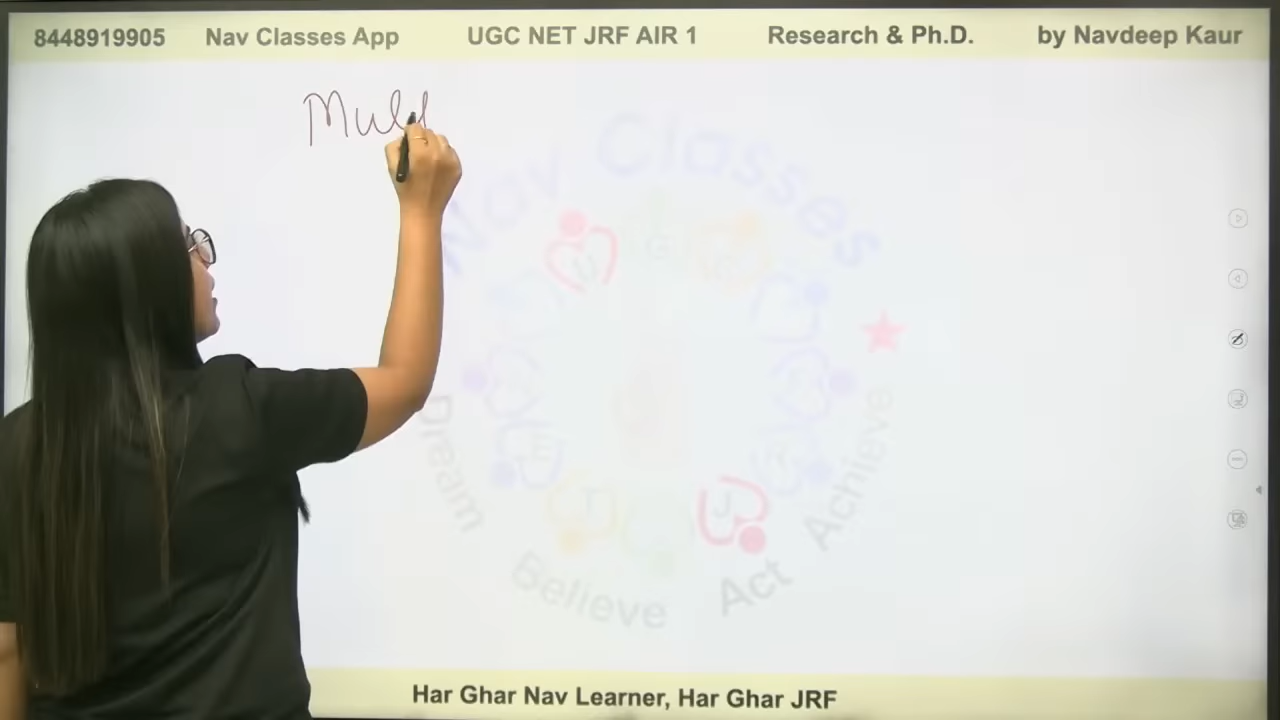 8448919905 Nav Classes App UGC NET JRF AIR 1 Research & Ph.D. by Navdeep Kaur
Mult
Nav Classes
Dream Believe Act Achieve
Har Ghar Nav Learner, Har Ghar JRF